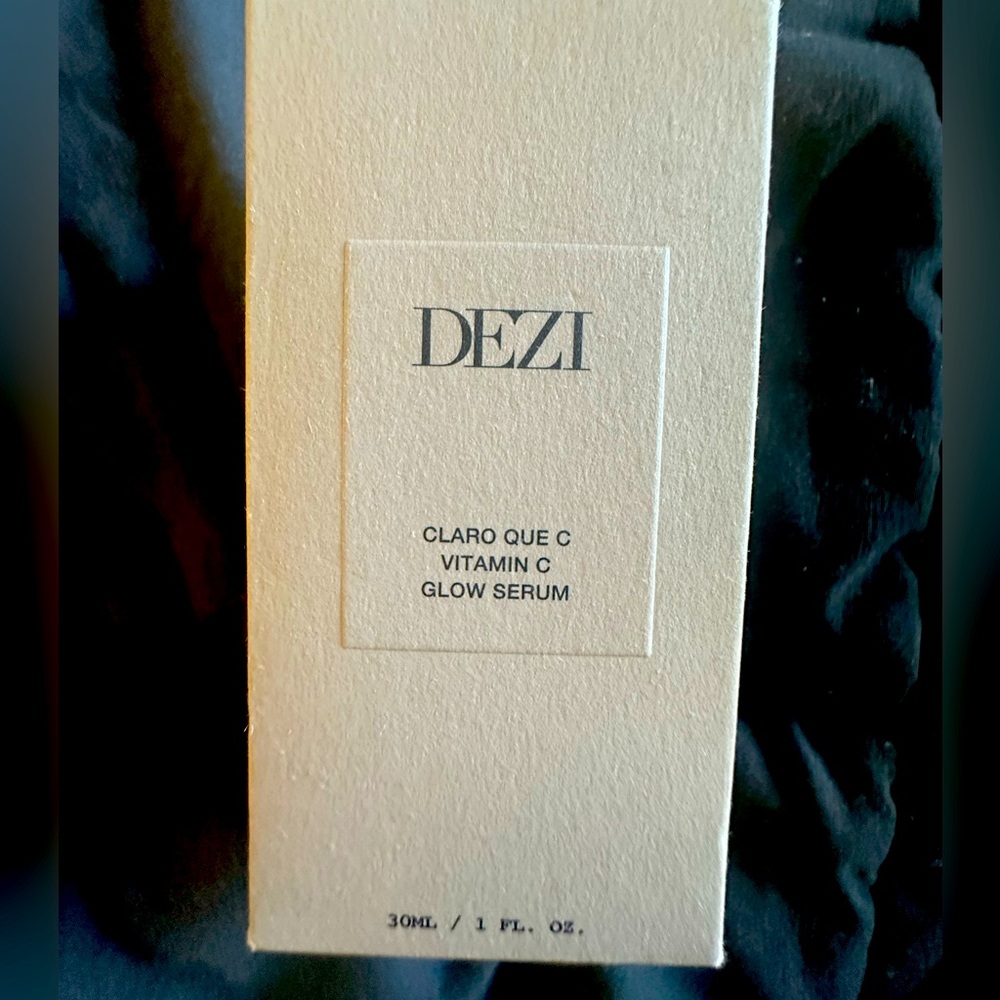 DEZI
CLARO QUE C
VITAMIN C
GLOW SERUM
30ML / 1 FL. OZ.